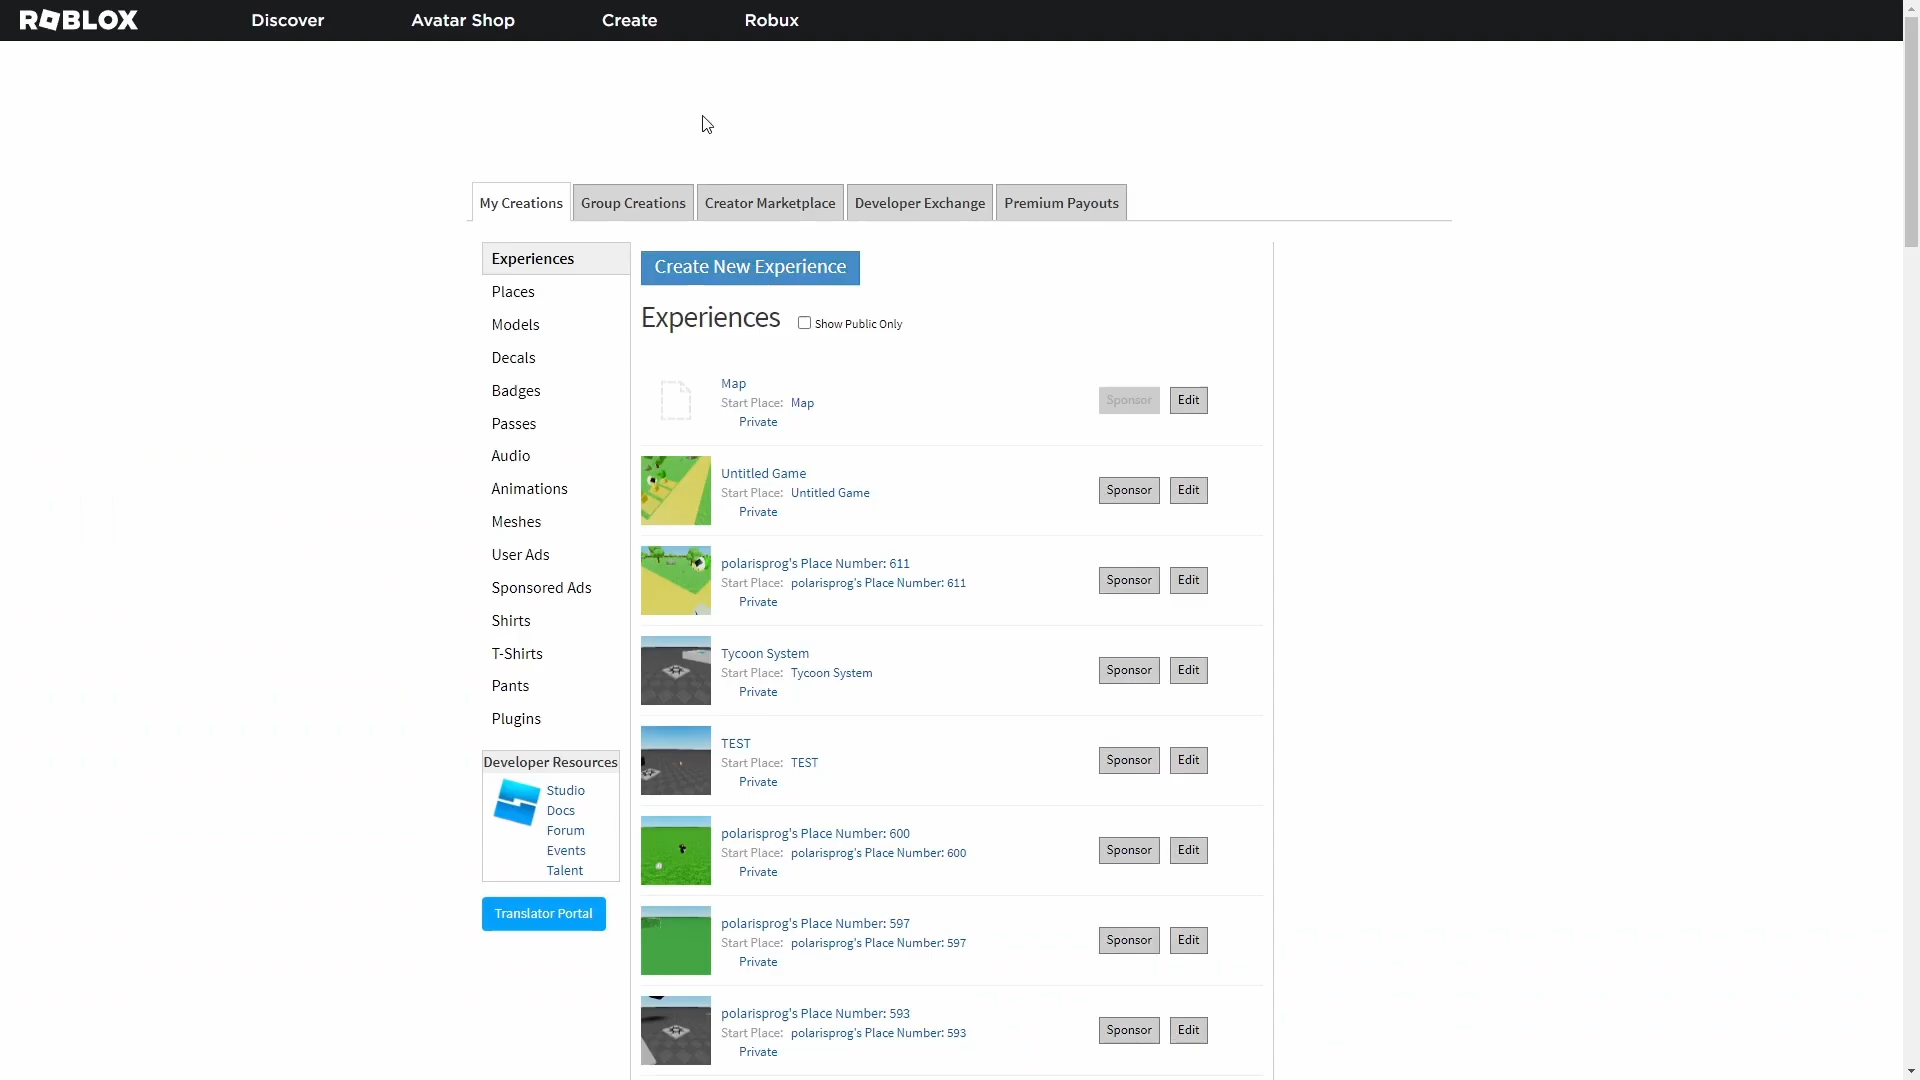 ROBLOX Discover Avatar Shop Create Robux
My Creations Group Creations Creator Marketplace Developer Exchange Premium Payouts
Experiences
Places
Models
Decals
Badges
Passes
Audio
Animations
Meshes
User Ads
Sponsored Ads
Shirts
T-Shirts
Pants
Plugins
Developer Resources
Studio
Docs
Forum
Events
Talent
Translator Portal
Create New Experience
Experiences Show Public Only
Map
Start Place: Map
Private
Sponsor Edit
Untitled Game
Start Place: Untitled Game
Private
Sponsor Edit
polarisprog's Place Number: 611
Start Place: polarisprog's Place Number: 611
Private
Sponsor Edit
Tycoon System
Start Place: Tycoon System
Private
Sponsor Edit
TEST
Start Place: TEST
Private
Sponsor Edit
polarisprog's Place Number: 600
Start Place: polarisprog's Place Number: 600
Private
Sponsor Edit
polarisprog's Place Number: 597
Start Place: polarisprog's Place Number: 597
Private
Sponsor Edit
polarisprog's Place Number: 593
Start Place: polarisprog's Place Number: 593
Private
Sponsor Edit